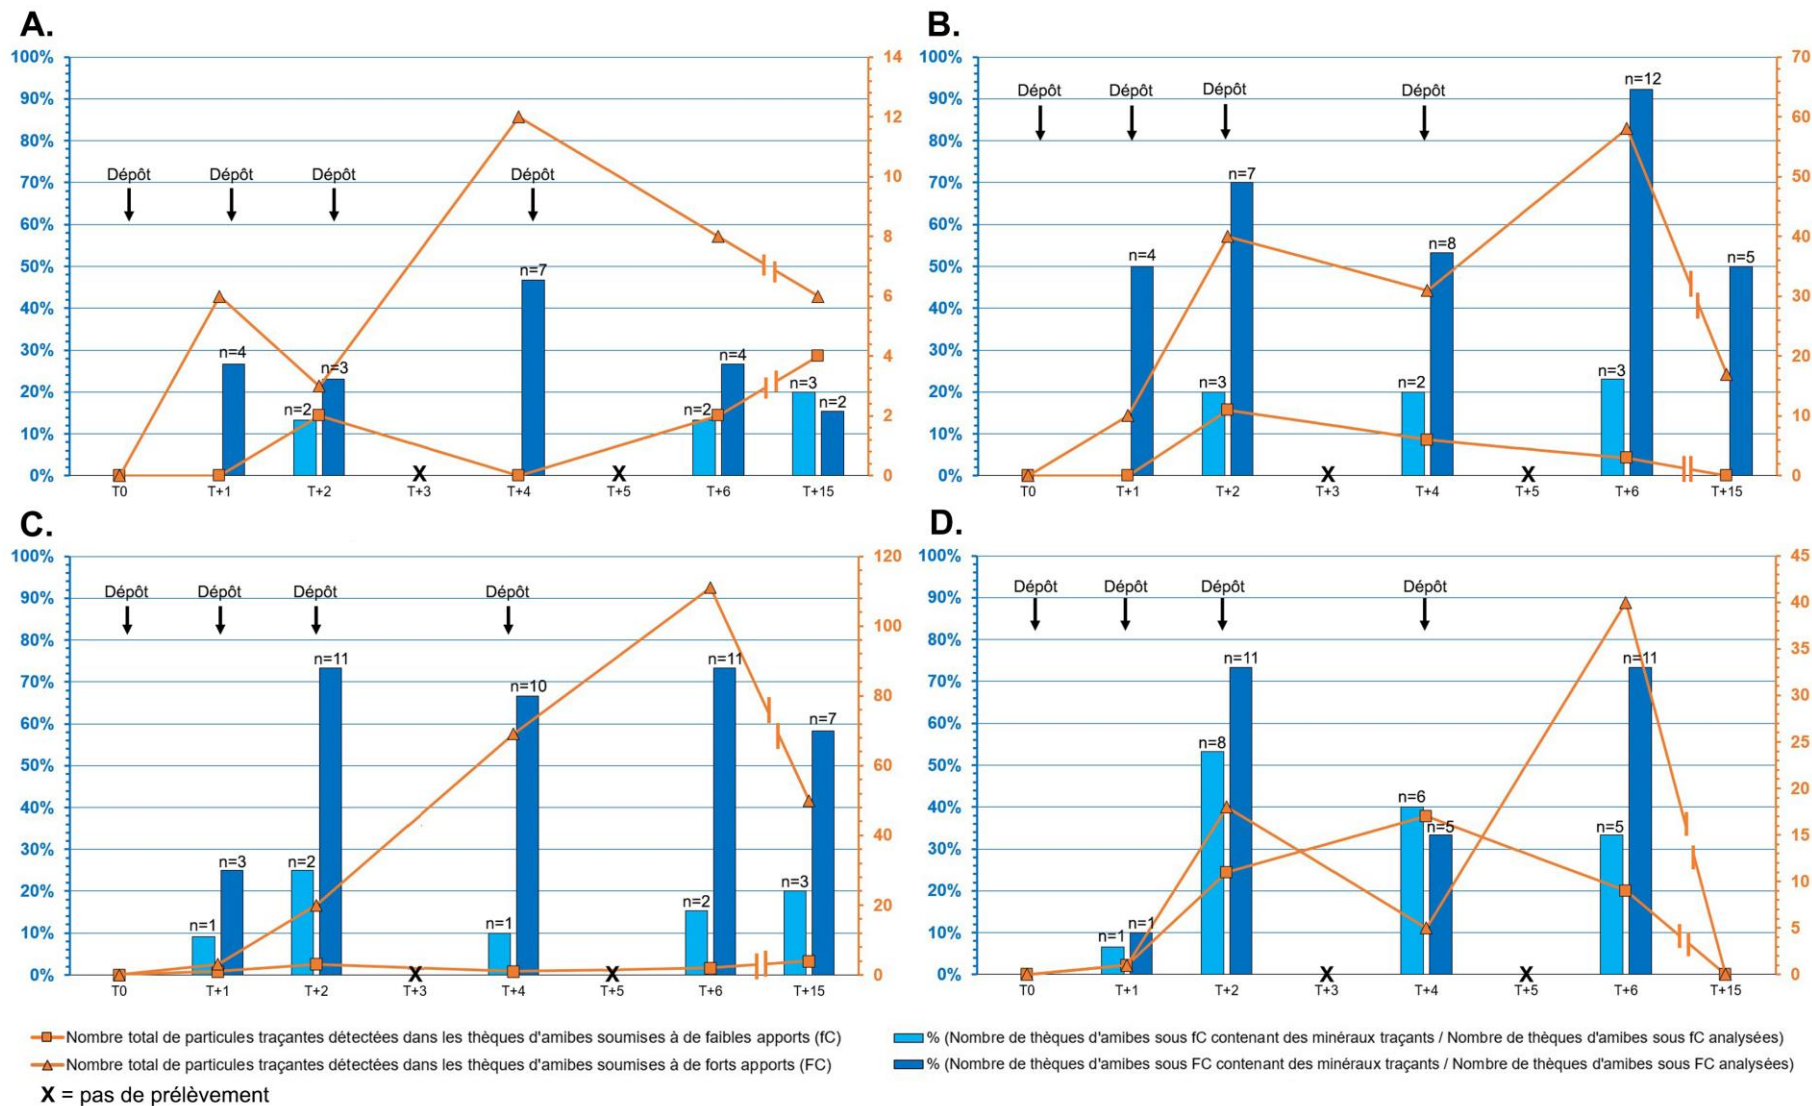 A.
100%
90%
80%
70%
60%
50%
40%
30%
20%
10%
0%
14
12
10
8
6
4
2
0
Dépôt
Dépôt
Dépôt
Dépôt
n=4
n=2
n=3
n=7
n=2
n=4
n=3
n=2
X
X
T0
T+1
T+2
T+3
T+4
T+5
T+6
T+15
B.
100%
90%
80%
70%
60%
50%
40%
30%
20%
10%
0%
70
60
50
40
30
20
10
0
Dépôt
Dépôt
Dépôt
Dépôt
n=4
n=3
n=7
n=2
n=8
n=3
n=12
n=5
X
X
T0
T+1
T+2
T+3
T+4
T+5
T+6
T+15
C.
100%
90%
80%
70%
60%
50%
40%
30%
20%
10%
0%
120
100
80
60
40
20
0
Dépôt
Dépôt
Dépôt
Dépôt
n=1
n=3
n=2
n=11
n=1
n=10
n=2
n=11
n=3
n=7
X
X
T0
T+1
T+2
T+3
T+4
T+5
T+6
T+15
D.
100%
90%
80%
70%
60%
50%
40%
30%
20%
10%
0%
45
40
35
30
25
20
15
10
5
0
Dépôt
Dépôt
Dépôt
Dépôt
n=1
n=1
n=8
n=11
n=6
n=5
n=5
n=11
X
X
T0
T+1
T+2
T+3
T+4
T+5
T+6
T+15
Nombre total de particules traçantes détectées dans les thèques d'amibes soumises à de faibles apports (fC)
Nombre total de particules traçantes détectées dans les thèques d'amibes soumises à de forts apports (FC)
X = pas de prélèvement
% (Nombre de thèques d'amibes sous fC contenant des minéraux traçants / Nombre de thèques d'amibes sous fC analysées)
% (Nombre de thèques d'amibes sous FC contenant des minéraux traçants / Nombre de thèques d'amibes sous FC analysées)